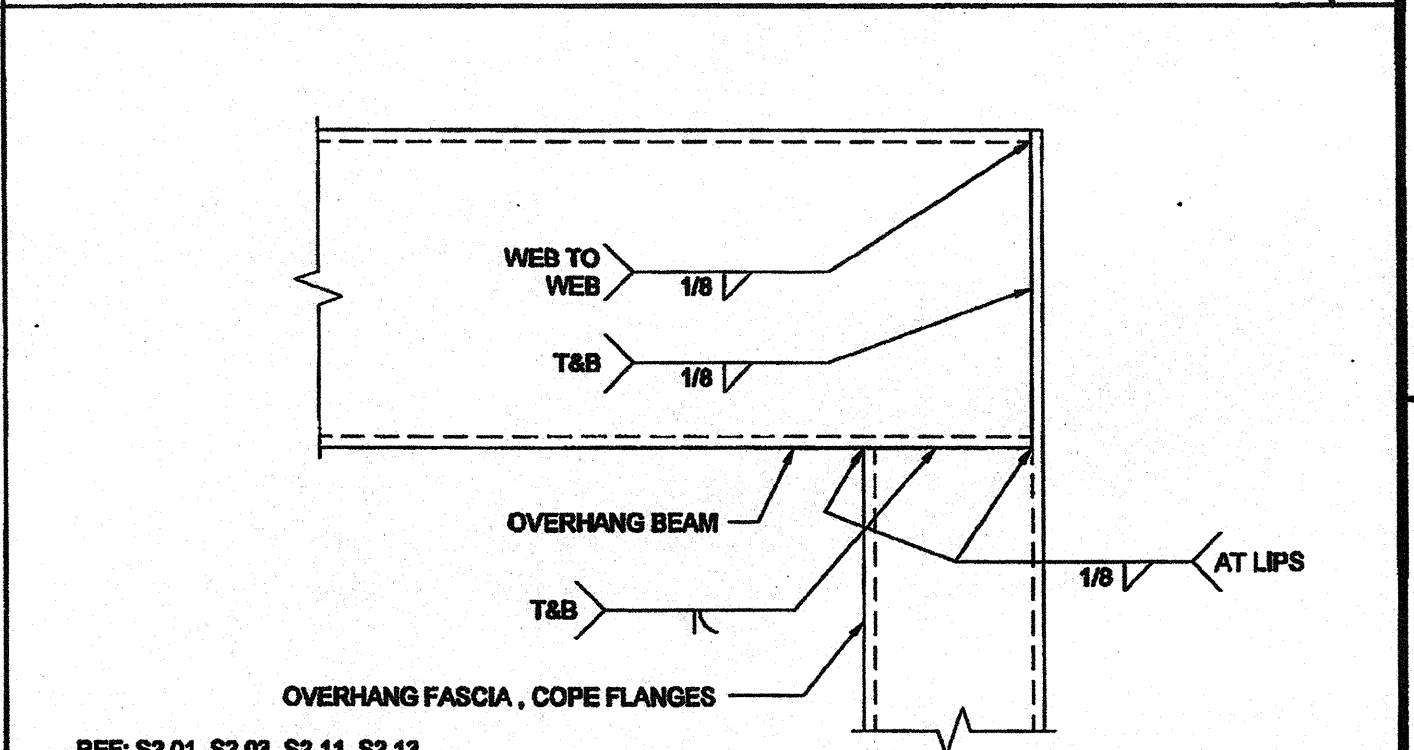 WEB TO
WEB
1/8
T&B
1/8
OVERHANG BEAM
AT LIPS
1/8
T&B
OVERHANG FASCIA , COPE FLANGES
REF: S2.01, S2.03, S2.11, S2.13